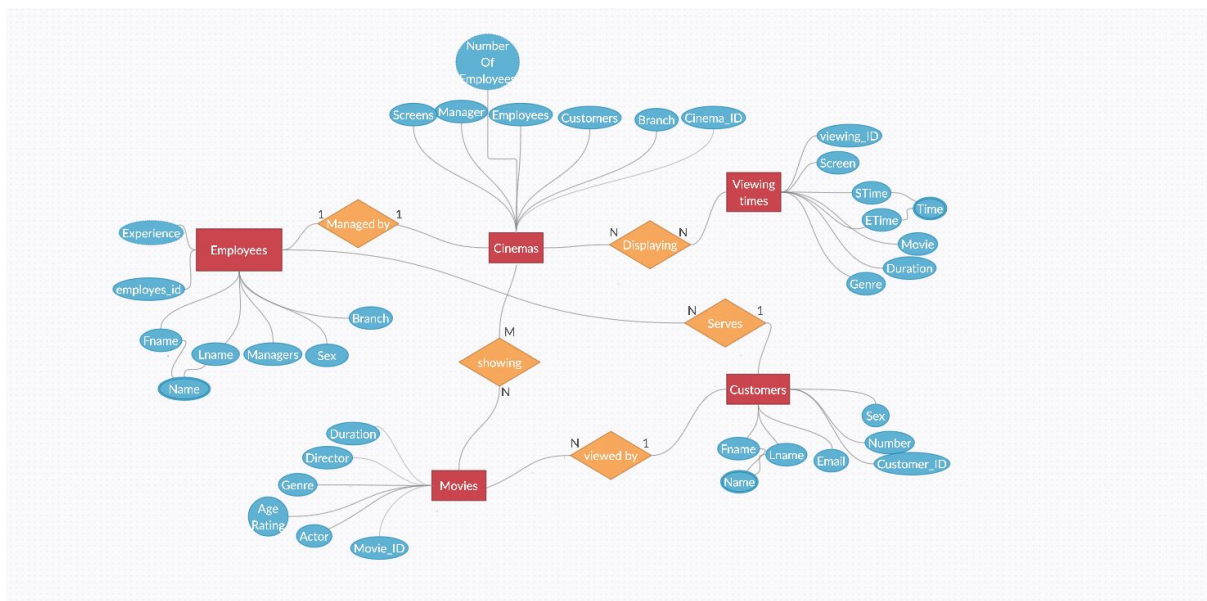 Number
Of
Employees
Screens
Manager
Employees
Customers
Branch
Cinema_ID
viewing_ID
Screen
STime
ETime
Time
Movie
Duration
Genre
Viewing
times
Experience
employes_id
Employees
1
Managed by
1
Cinemas
N
Displaying
N
Fname
Lname
Name
Managers
Sex
Branch
N
Serves
1
M
showing
N
Customers
Sex
Number
Customer_ID
Email
Fname
Lname
Name
N
viewed by
1
Movies
Duration
Director
Genre
Age
Rating
Actor
Movie_ID